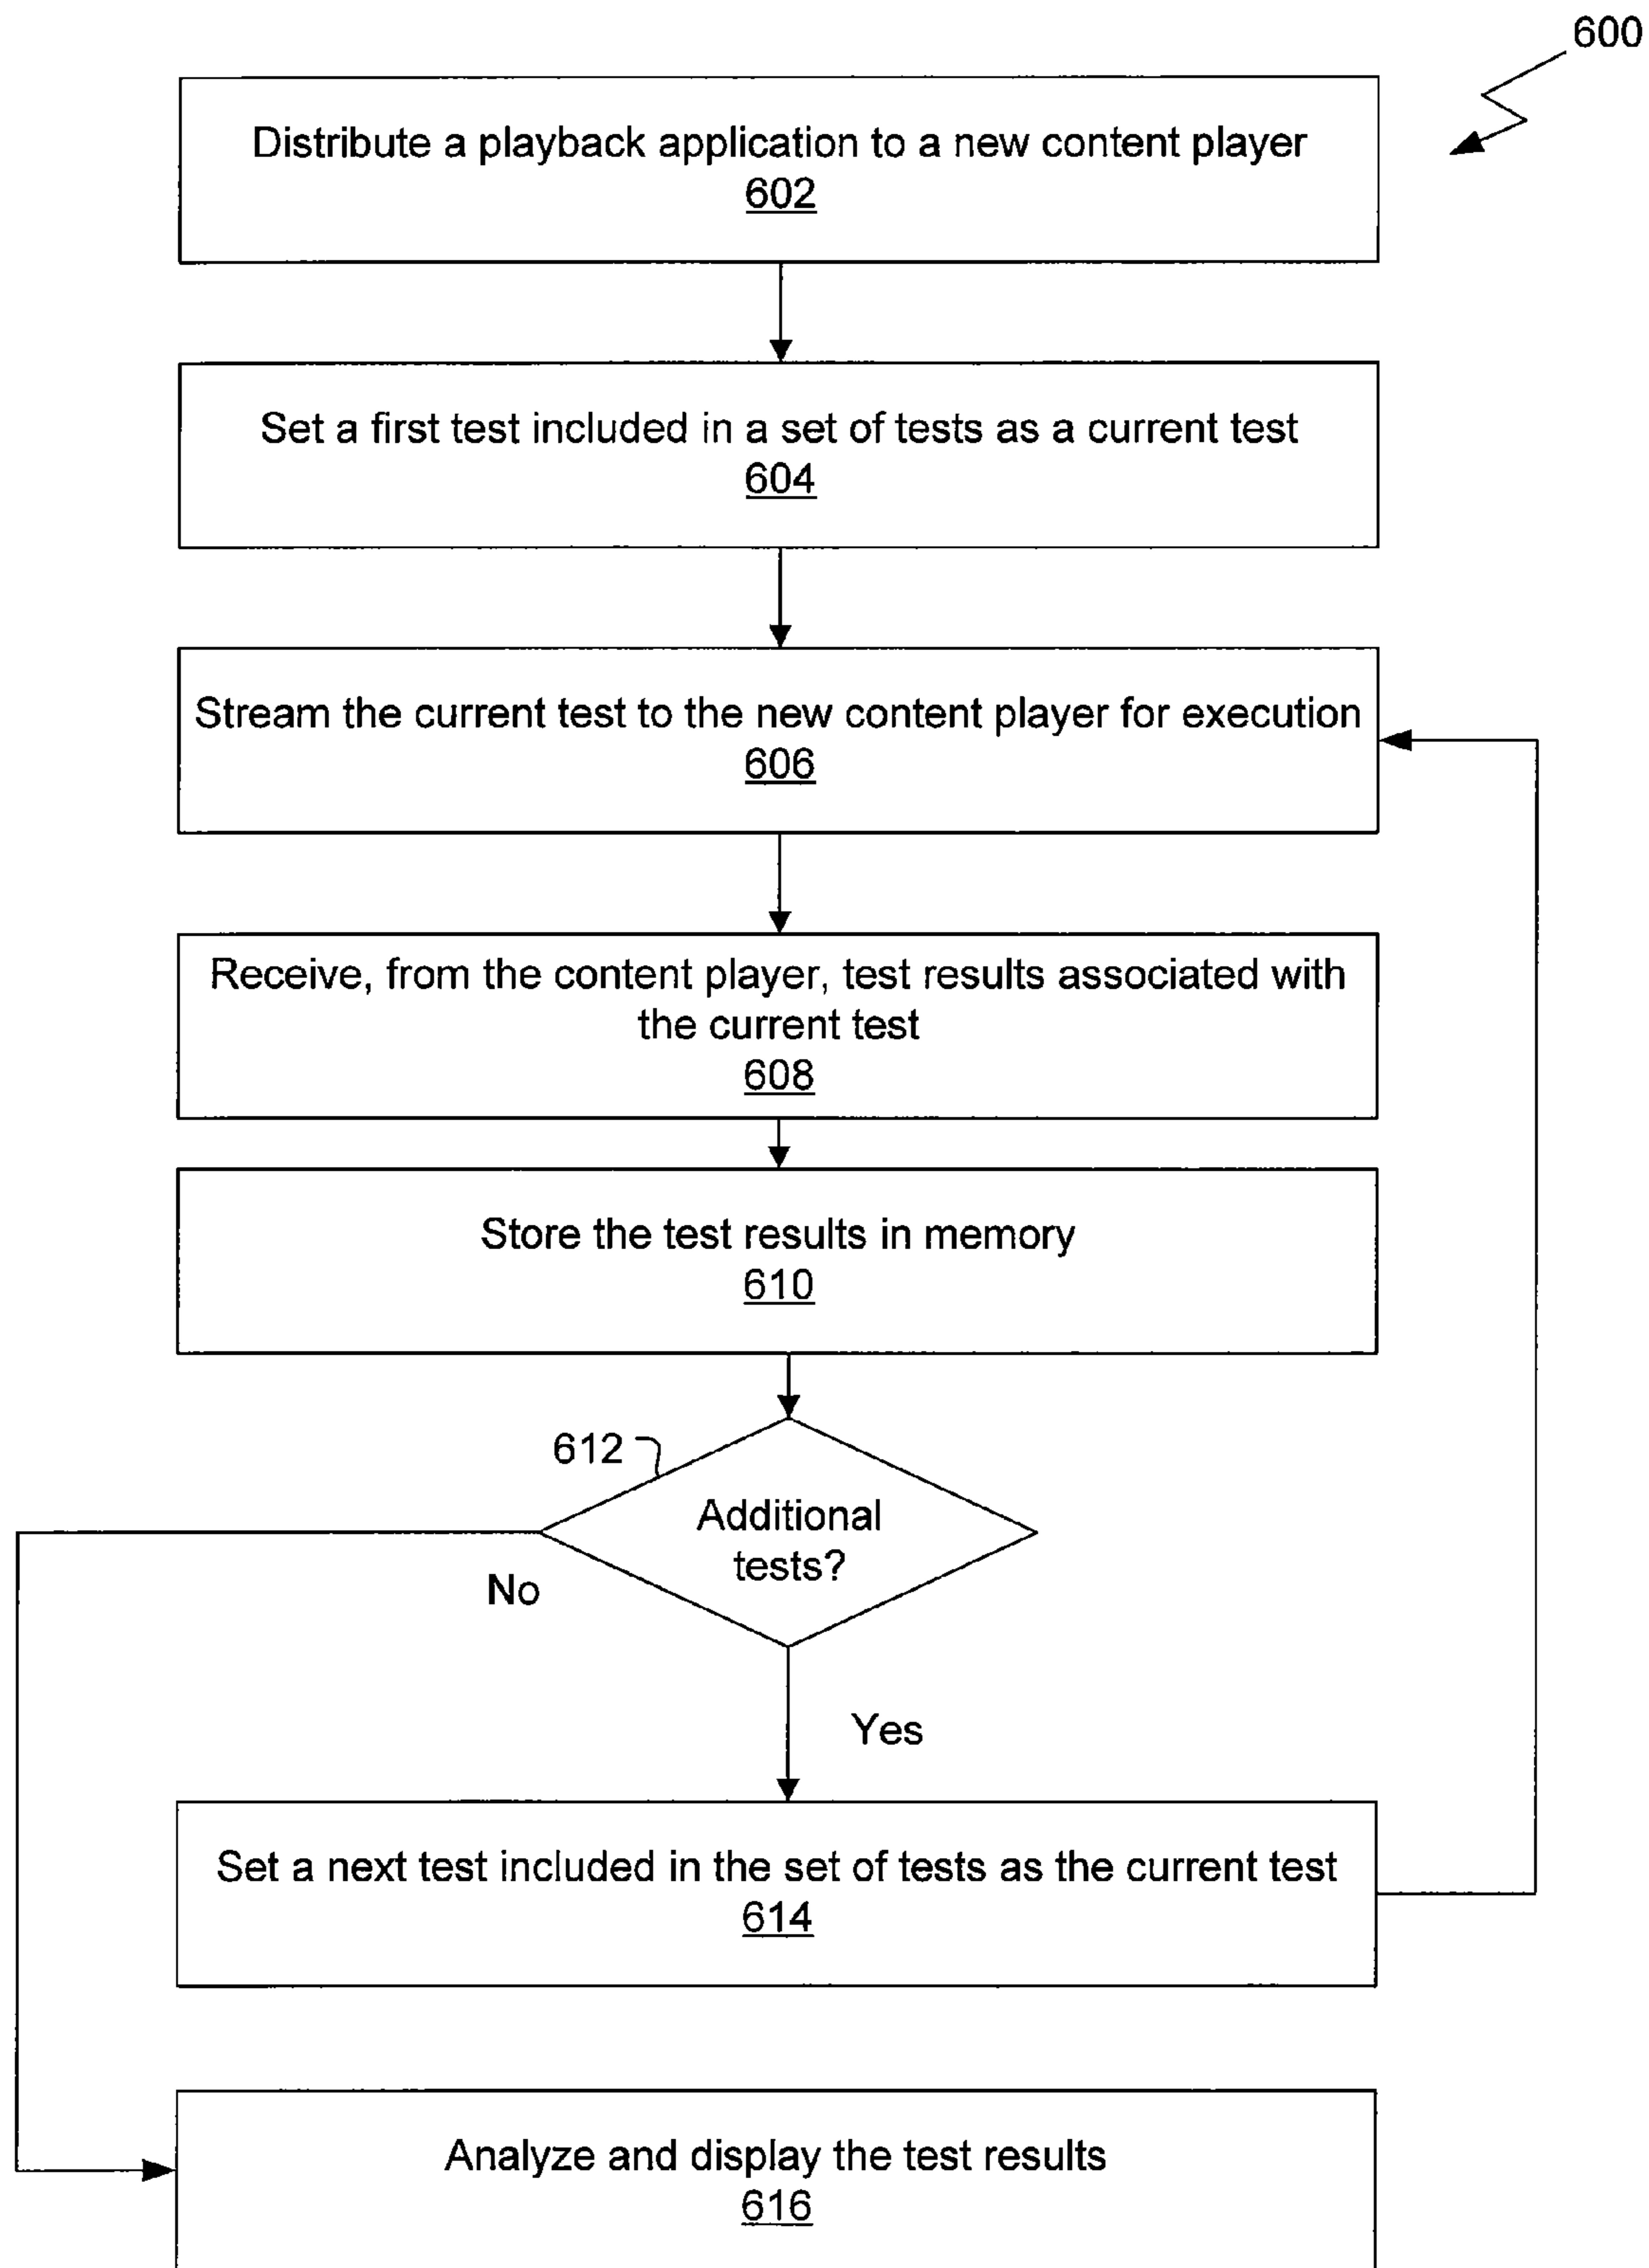 600
Distribute a playback application to a new content player
602
Set a first test included in a set of tests as a current test
604
Stream the current test to the new content player for execution
606
Receive, from the content player, test results associated with
the current test
608
Store the test results in memory
610
612
Additional
tests?
No
Yes
Set a next test included in the set of tests as the current test
614
Analyze and display the test results
616